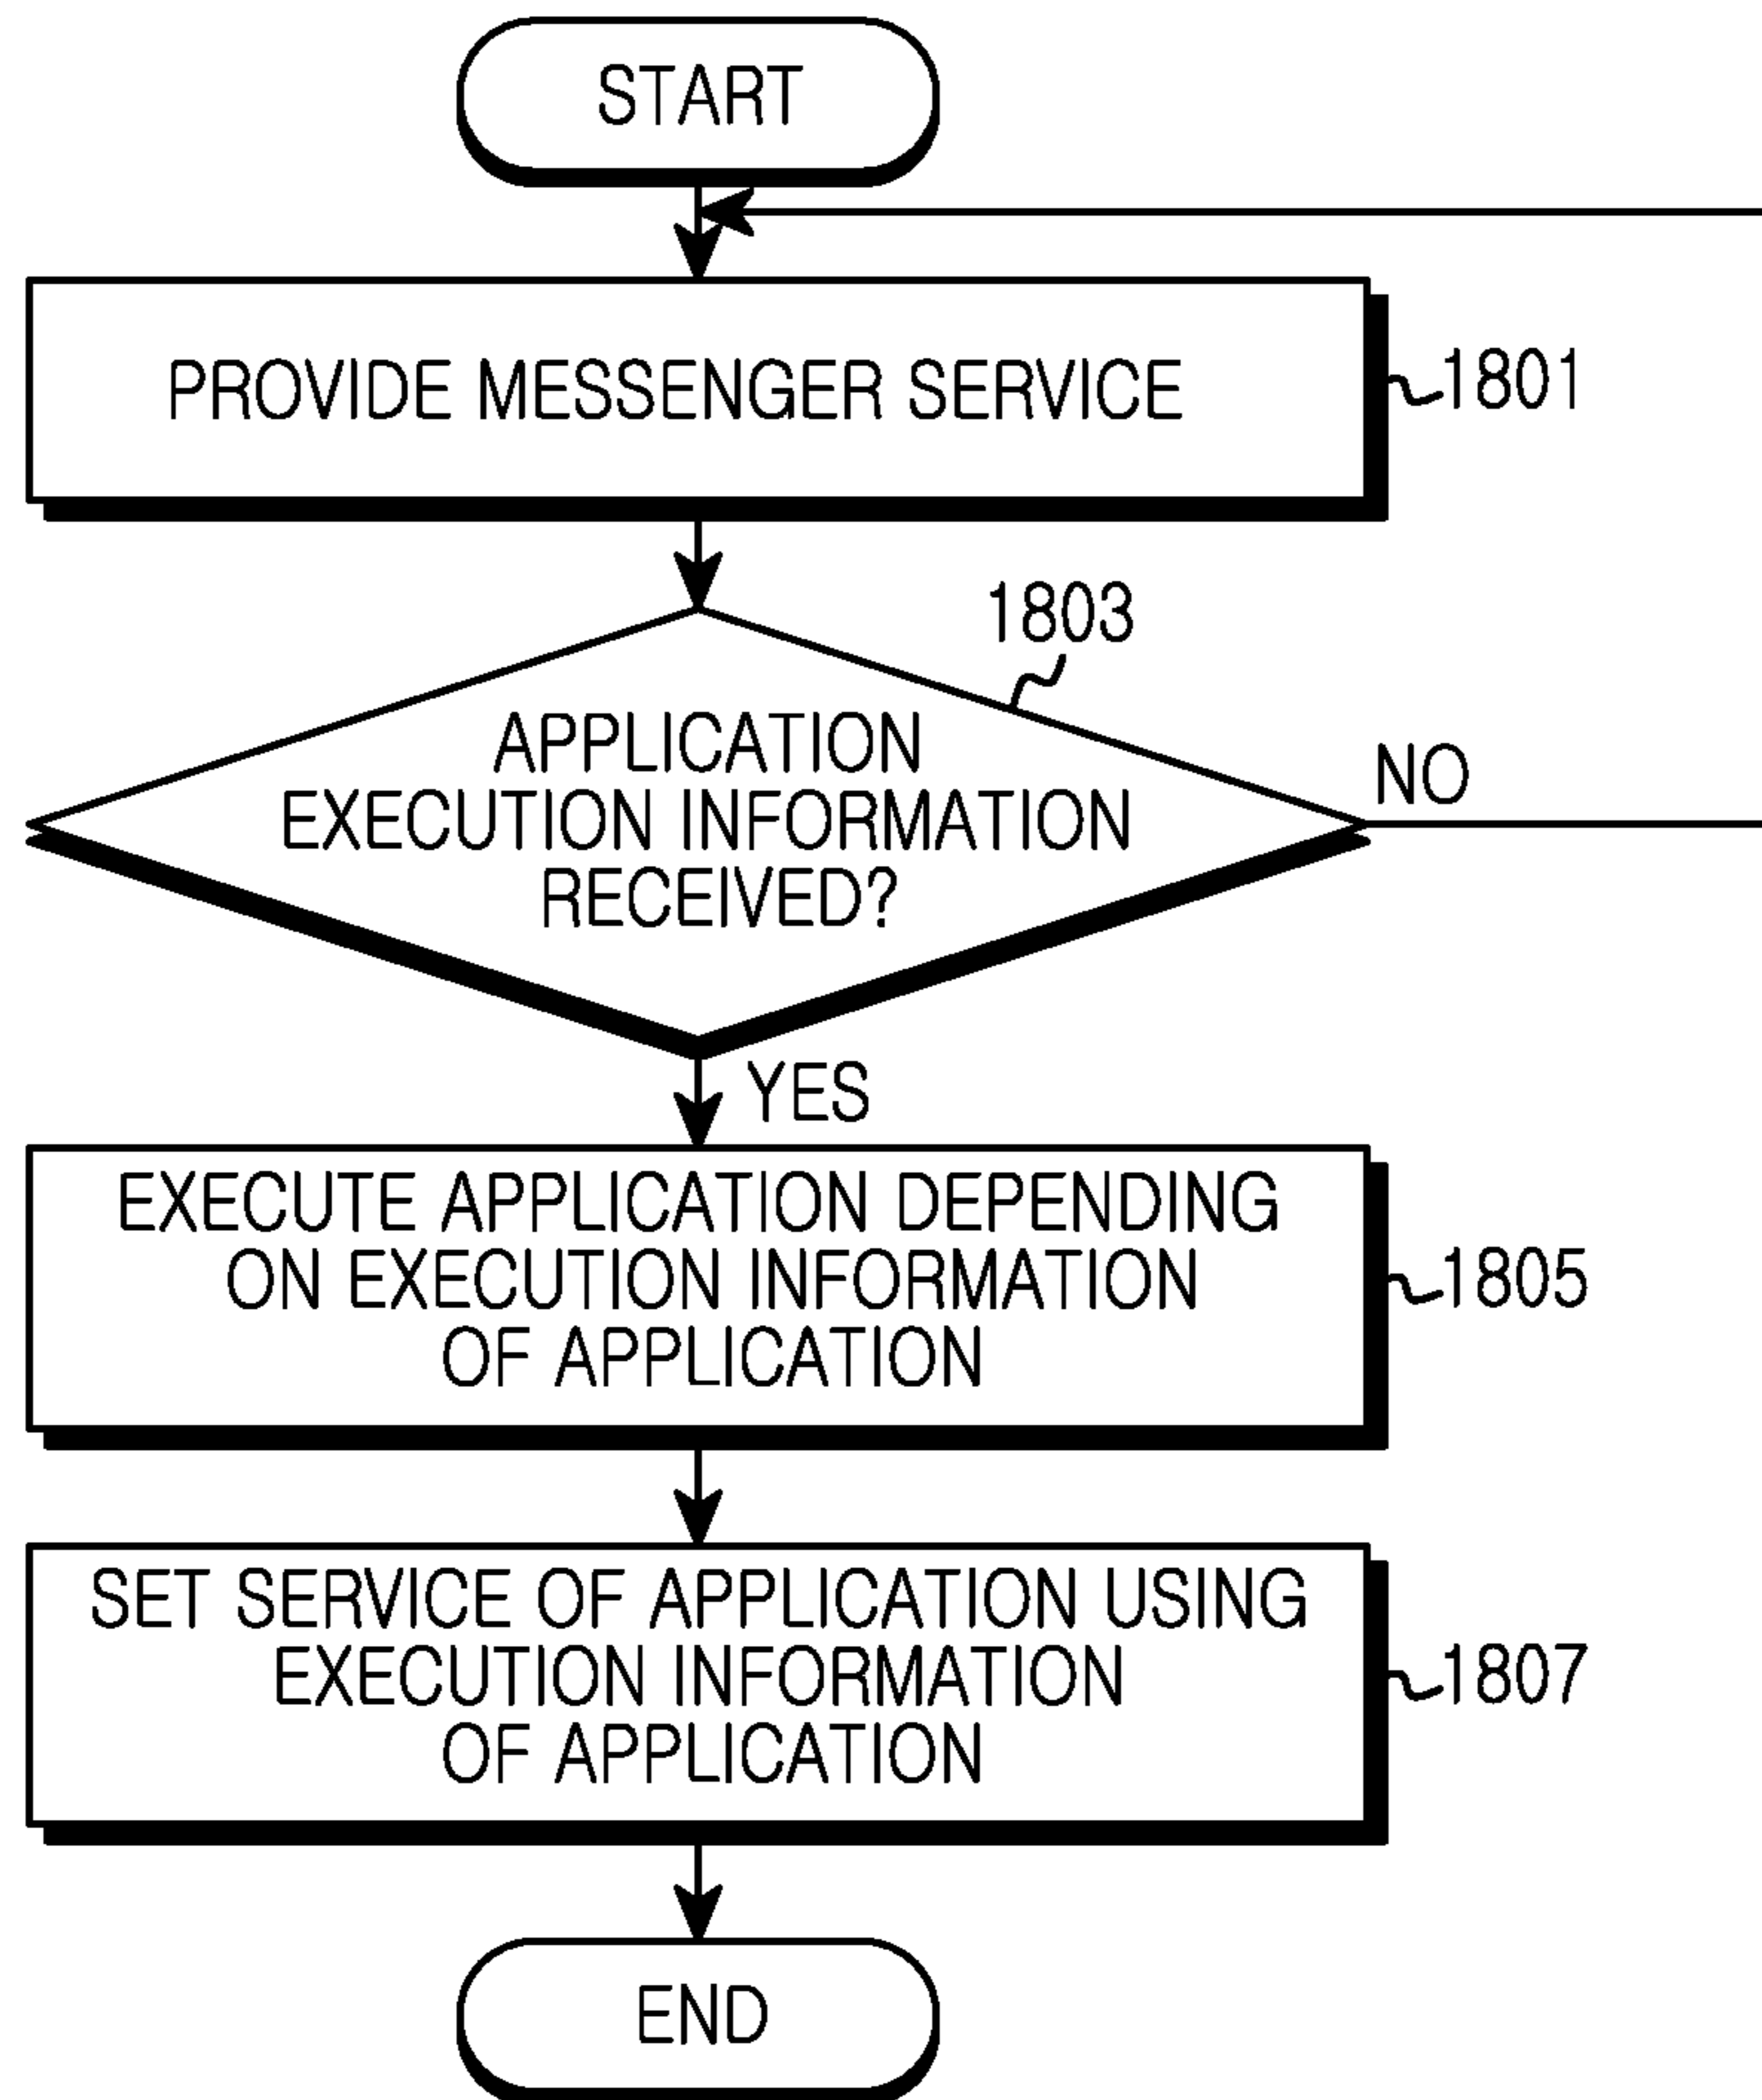 START
PROVIDE MESSENGER SERVICE
1801
1803
APPLICATION
EXECUTION INFORMATION
RECEIVED?
NO
YES
EXECUTE APPLICATION DEPENDING
ON EXECUTION INFORMATION
OF APPLICATION
1805
SET SERVICE OF APPLICATION USING
EXECUTION INFORMATION
OF APPLICATION
1807
END